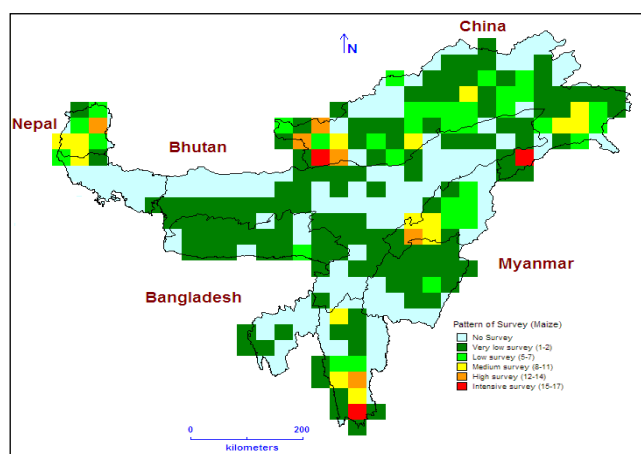 China
N
Nepal
Bhutan
Myanmar
Bangladesh
Pattern of Survey (Maize)
No Survey
Very low survey (1-2)
Low survey (5-7)
Medium survey (8-11)
High survey (12-14)
Intensive survey (15-17)
0 200
kilometers